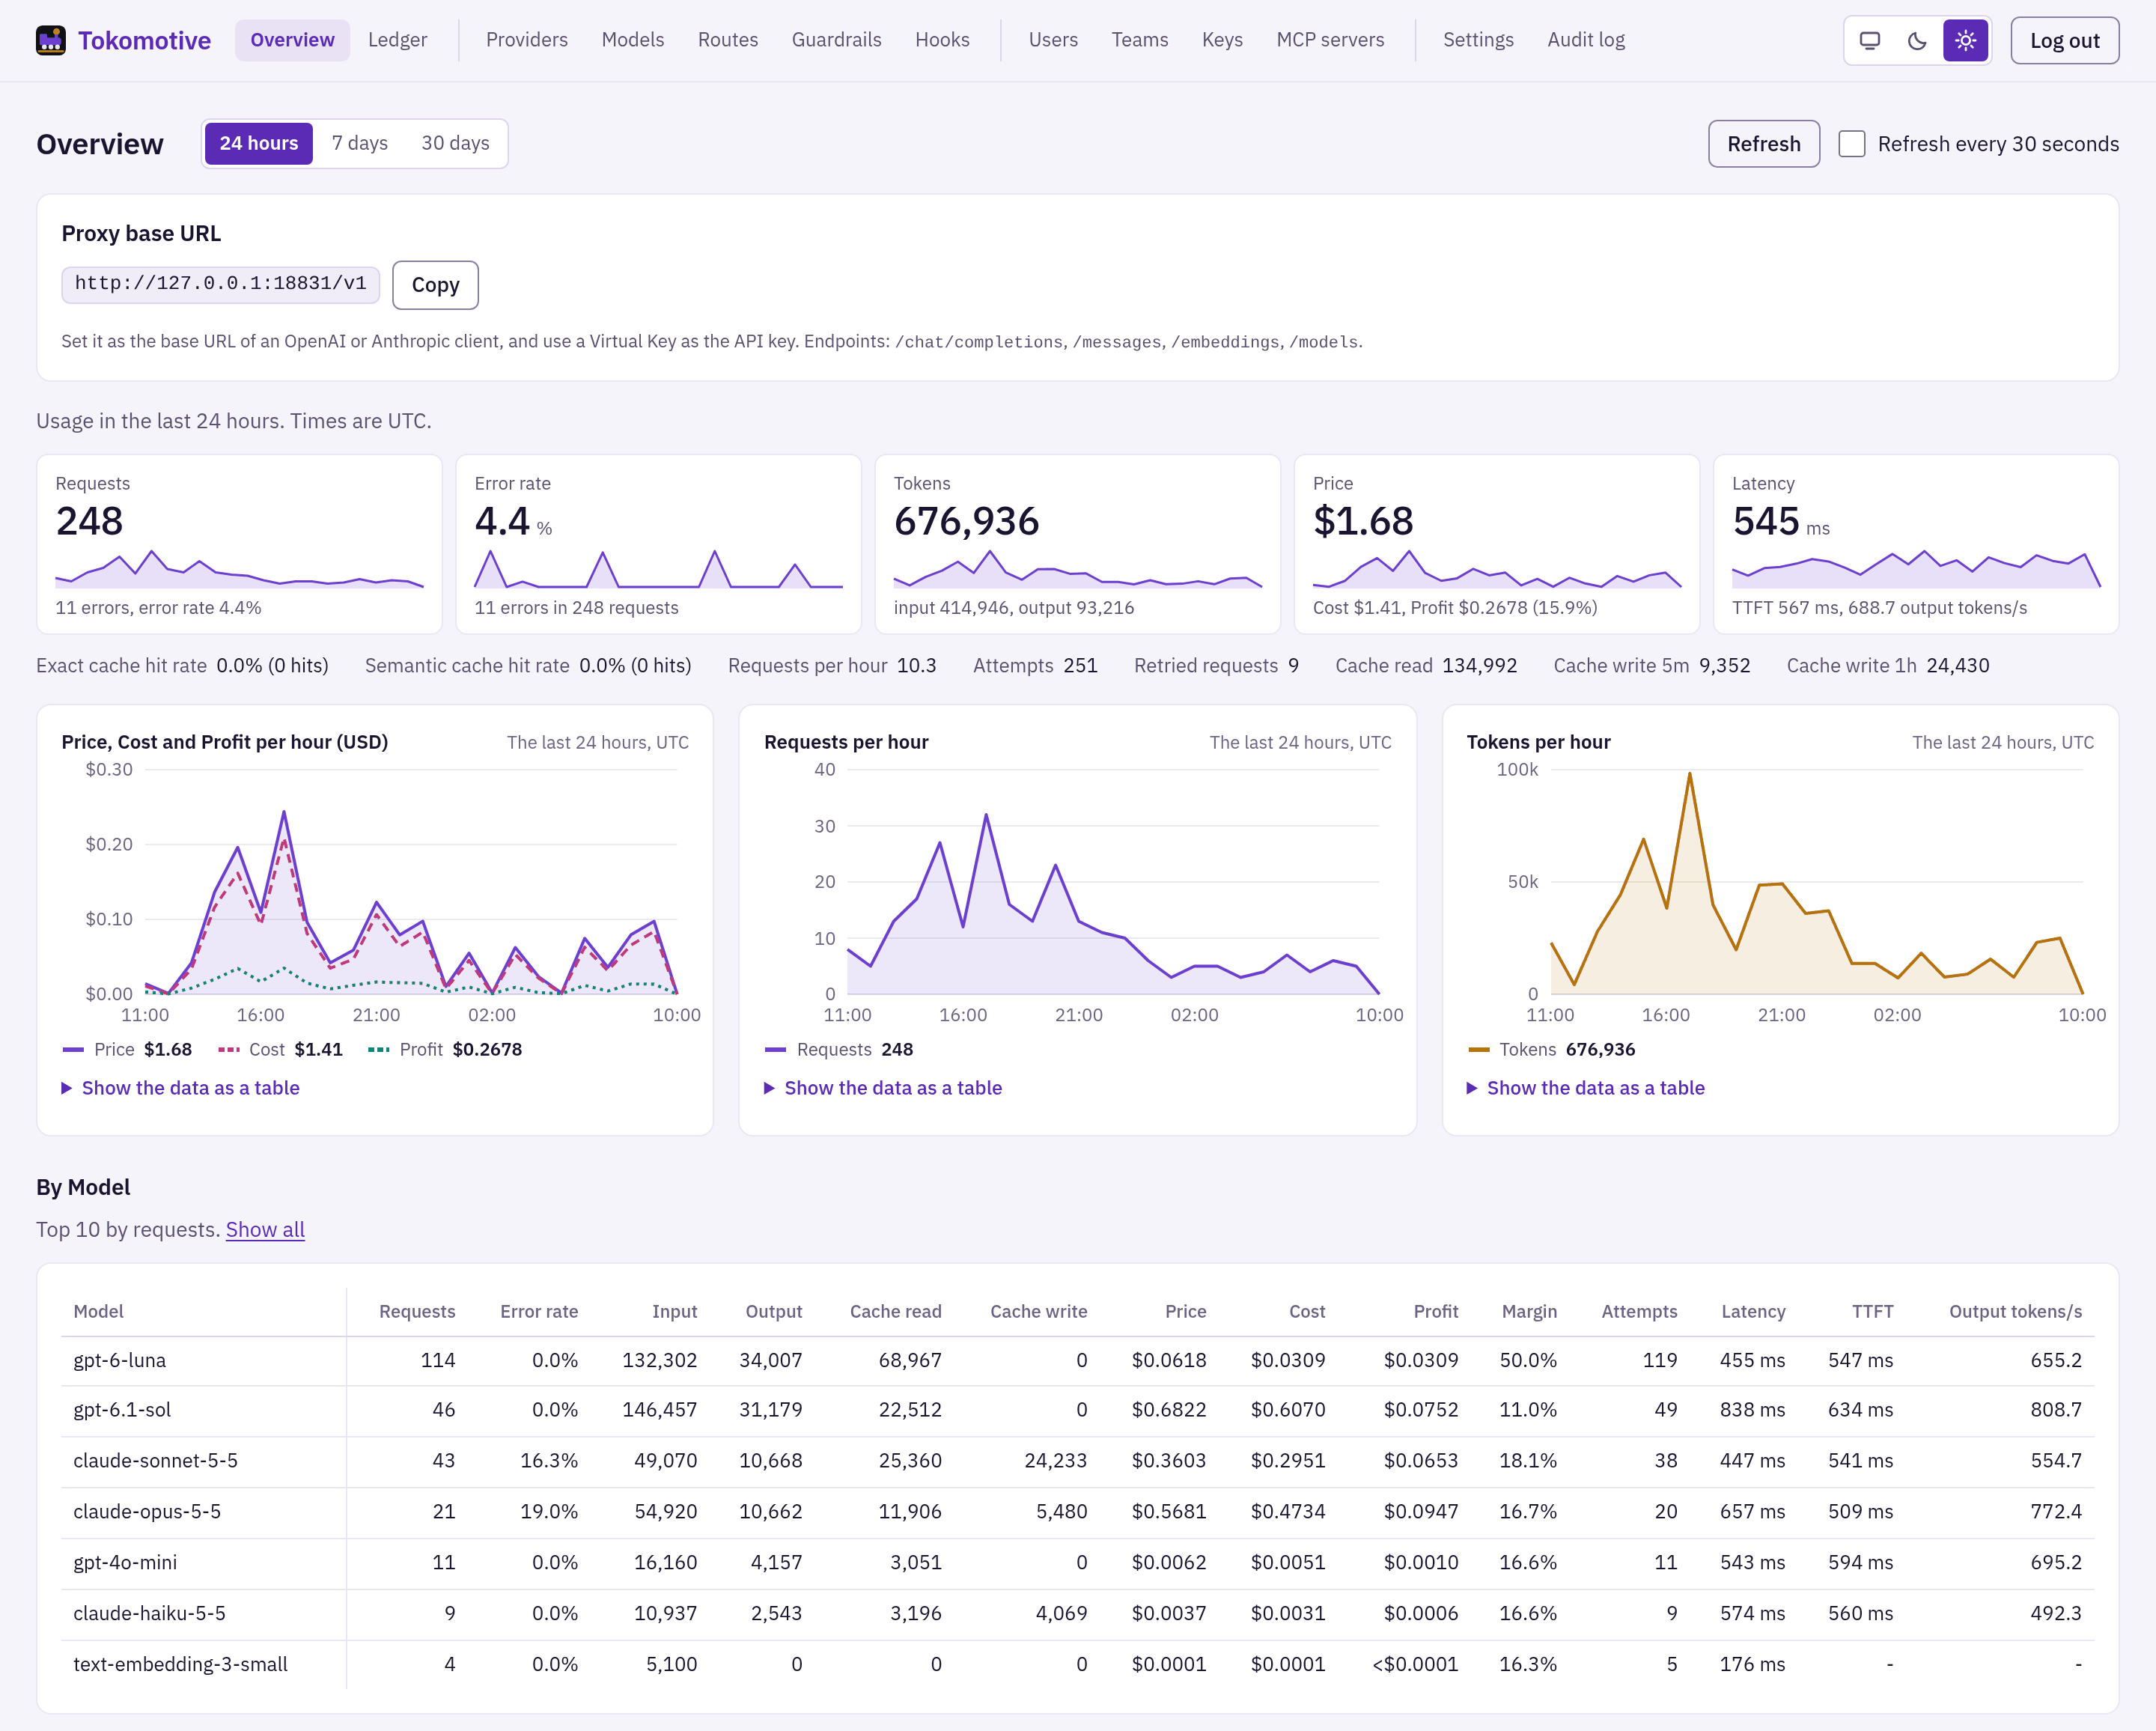 Tokomotive Overview Ledger Providers Models Routes Guardrails Hooks Users Teams Keys MCP servers Settings Audit log Log out
Overview 24 hours 7 days 30 days Refresh Refresh every 30 seconds
Proxy base URL
http://127.0.0.1:18831/v1 Copy
Set it as the base URL of an OpenAI or Anthropic client, and use a Virtual Key as the API key. Endpoints: /chat/completions, /messages, /embeddings, /models.
Usage in the last 24 hours. Times are UTC.
Requests
248
11 errors, error rate 4.4%
Error rate
4.4 %
11 errors in 248 requests
Tokens
676,936
input 414,946, output 93,216
Price
$1.68
Cost $1.41, Profit $0.2678 (15.9%)
Latency
545 ms
TTFT 567 ms, 688.7 output tokens/s
Exact cache hit rate 0.0% (0 hits) Semantic cache hit rate 0.0% (0 hits) Requests per hour 10.3 Attempts 251 Retried requests 9 Cache read 134,992 Cache write 5m 9,352 Cache write 1h 24,430
Price, Cost and Profit per hour (USD) The last 24 hours, UTC
$0.30
$0.20
$0.10
$0.00
11:00 16:00 21:00 02:00 10:00
Price $1.68 Cost $1.41 Profit $0.2678
Show the data as a table
Requests per hour The last 24 hours, UTC
40
30
20
10
0
11:00 16:00 21:00 02:00 10:00
Requests 248
Show the data as a table
Tokens per hour The last 24 hours, UTC
100k
50k
0
11:00 16:00 21:00 02:00 10:00
Tokens 676,936
Show the data as a table
By Model
Top 10 by requests. Show all
Model Requests Error rate Input Output Cache read Cache write Price Cost Profit Margin Attempts Latency TTFT Output tokens/s
gpt-6-luna 114 0.0% 132,302 34,007 68,967 0 $0.0618 $0.0309 $0.0309 50.0% 119 455 ms 547 ms 655.2
gpt-6.1-sol 46 0.0% 146,457 31,179 22,512 0 $0.6822 $0.6070 $0.0752 11.0% 49 838 ms 634 ms 808.7
claude-sonnet-5-5 43 16.3% 49,070 10,668 25,360 24,233 $0.3603 $0.2951 $0.0653 18.1% 38 447 ms 541 ms 554.7
claude-opus-5-5 21 19.0% 54,920 10,662 11,906 5,480 $0.5681 $0.4734 $0.0947 16.7% 20 657 ms 509 ms 772.4
gpt-4o-mini 11 0.0% 16,160 4,157 3,051 0 $0.0062 $0.0051 $0.0010 16.6% 11 543 ms 594 ms 695.2
claude-haiku-5-5 9 0.0% 10,937 2,543 3,196 4,069 $0.0037 $0.0031 $0.0006 16.6% 9 574 ms 560 ms 492.3
text-embedding-3-small 4 0.0% 5,100 0 0 0 $0.0001 $0.0001 <$0.0001 16.3% 5 176 ms - -